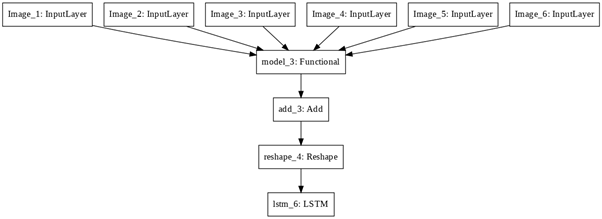 Image_1: InputLayer
Image_2: InputLayer
Image_3: InputLayer
Image_4: InputLayer
Image_5: InputLayer
Image_6: InputLayer
model_3: Functional
add_3: Add
reshape_4: Reshape
lstm_6: LSTM